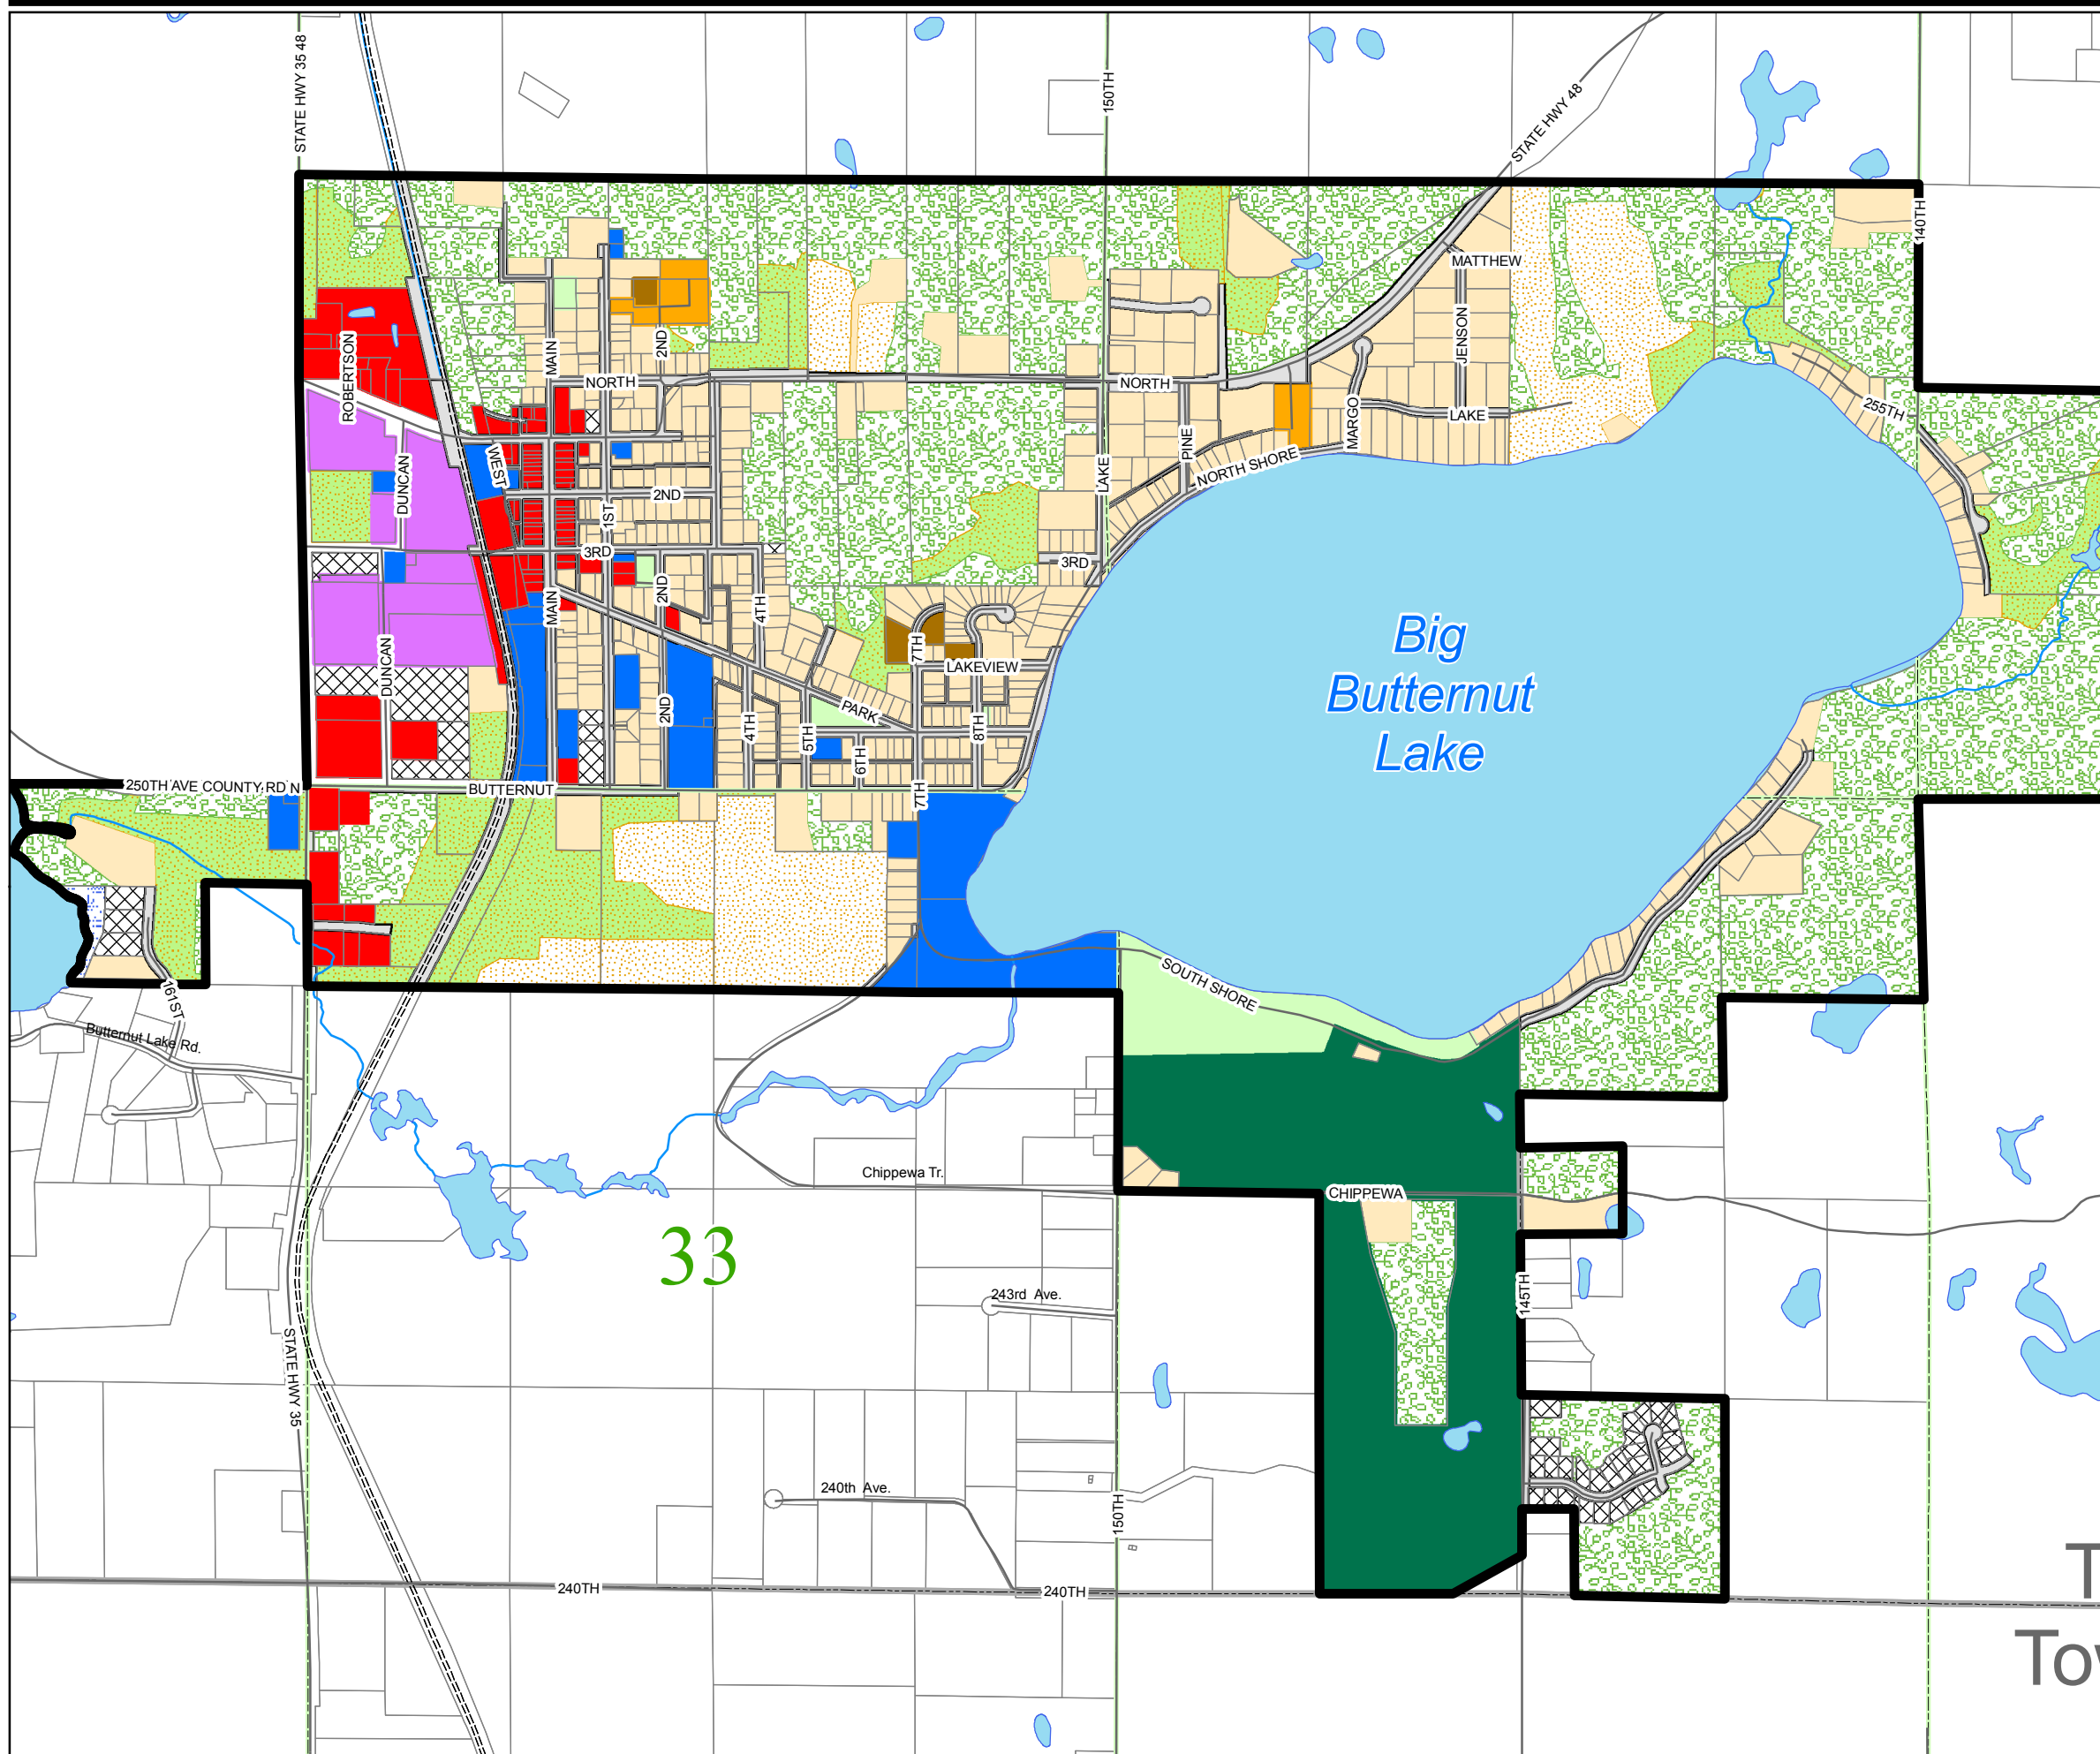 STATE HWY 35 48
150TH
STATE HWY 48
140TH
MATTHEW
JENSON
ROBERTSON
MAIN
2ND
NORTH
NORTH
MARGO
LAKE
255TH
WEST
DUNCAN
PINE
LAKE
NORTH SHORE
2ND
1ST
3RD
3RD
MAIN
2ND
4TH
7TH
LAKEVIEW
Big
Butternut
Lake
DUNCAN
2ND
4TH
5TH
PARK
6TH
8TH
7TH
250TH AVE COUNTY RD N
BUTTERNUT
SOUTH SHORE
161ST
Butternut Lake Rd.
Chippewa Tr.
CHIPPEWA
33
243rd Ave.
145TH
STATE HWY 35
240th Ave.
150TH
240TH
240TH
T
Tov